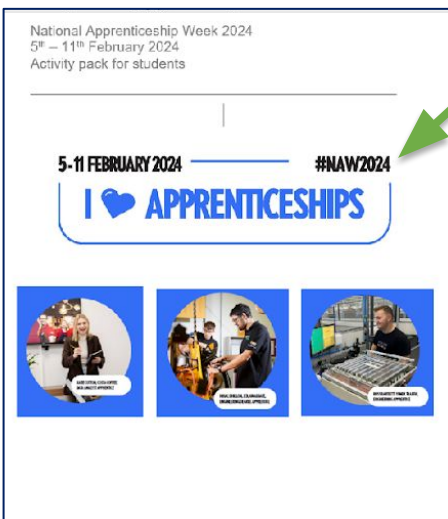 National Apprenticeship Week 2024
5th – 11th February 2024
Activity pack for students
5-11 FEBRUARY 2024 #NAW2024
I APPRENTICESHIPS